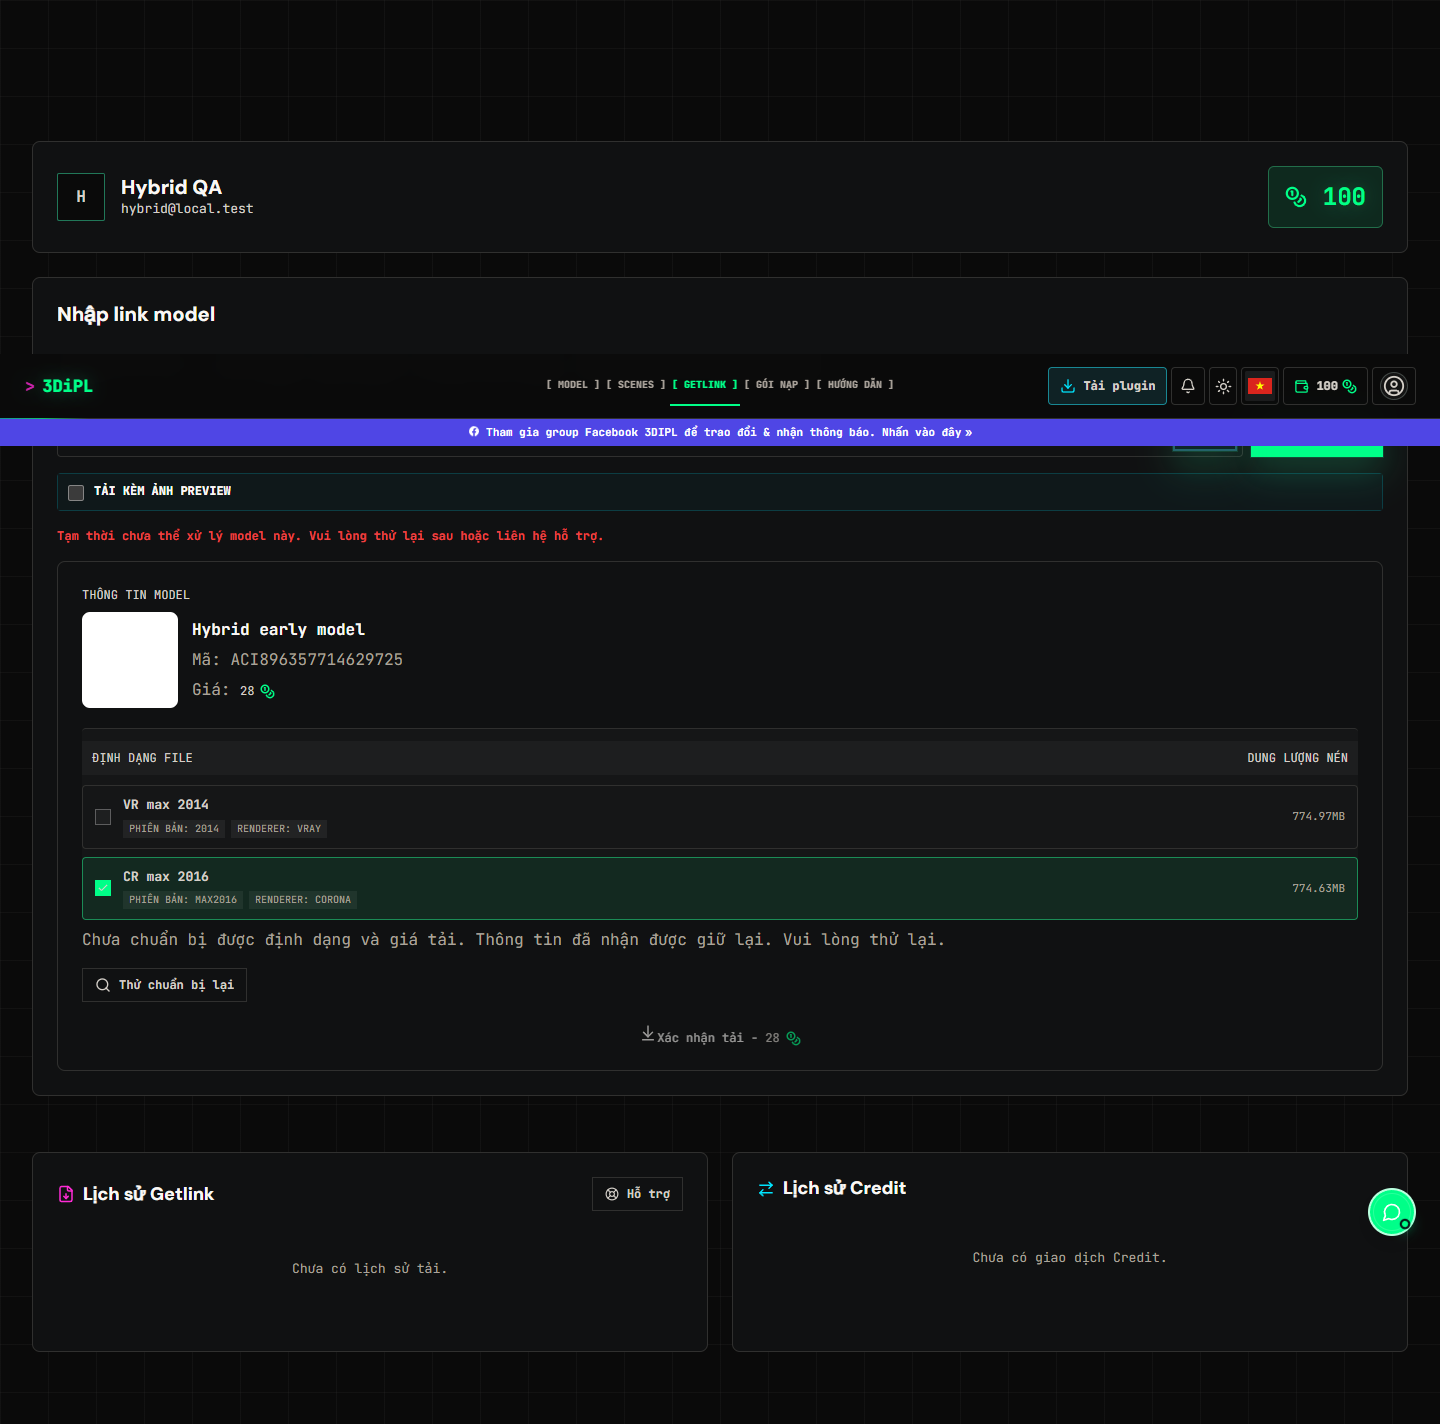 H
Hybrid QA
hybrid@local.test
100
Nhập link model
> 3DiPL
[ MODEL ] [ SCENES ] [ GETLINK ] [ GÓI NẠP ] [ HƯỚNG DẪN ]
Tải plugin
100
Tham gia group Facebook 3DIPL để trao đổi & nhận thông báo. Nhấn vào đây »
TẢI KÈM ẢNH PREVIEW
Tạm thời chưa thể xử lý model này. Vui lòng thử lại sau hoặc liên hệ hỗ trợ.
THÔNG TIN MODEL
Hybrid early model
Mã: ACI896357714629725
Giá: 28
ĐỊNH DẠNG FILE
DUNG LƯỢNG NÉN
VR max 2014
PHIÊN BẢN: 2014 RENDERER: VRAY
774.97MB
CR max 2016
PHIÊN BẢN: MAX2016 RENDERER: CORONA
774.63MB
Chưa chuẩn bị được định dạng và giá tải. Thông tin đã nhận được giữ lại. Vui lòng thử lại.
Thử chuẩn bị lại
Xác nhận tải - 28
Lịch sử Getlink
Hỗ trợ
Chưa có lịch sử tải.
Lịch sử Credit
Chưa có giao dịch Credit.